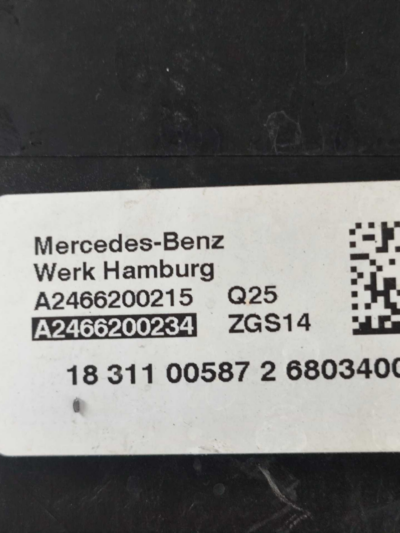 Mercedes-Benz
Werk Hamburg
A2466200215 Q25
A2466200234 ZGS14
18 311 00587 2 6803400